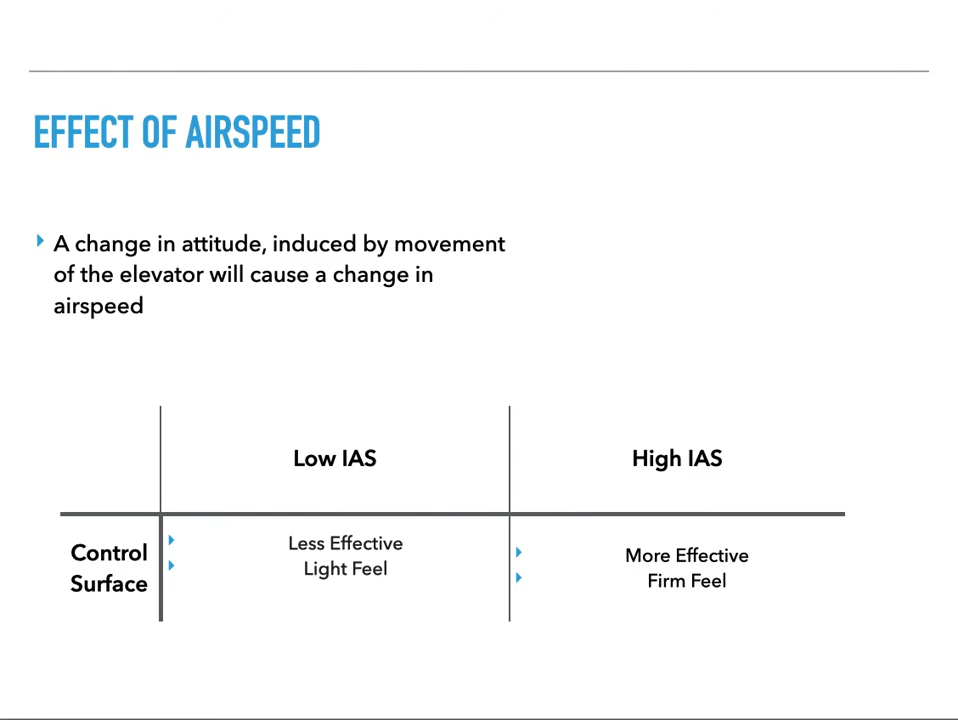 EFFECT OF AIRSPEED
A change in attitude, induced by movement
of the elevator will cause a change in
airspeed
Low IAS
High IAS
Control
Surface
Less Effective
Light Feel
More Effective
Firm Feel